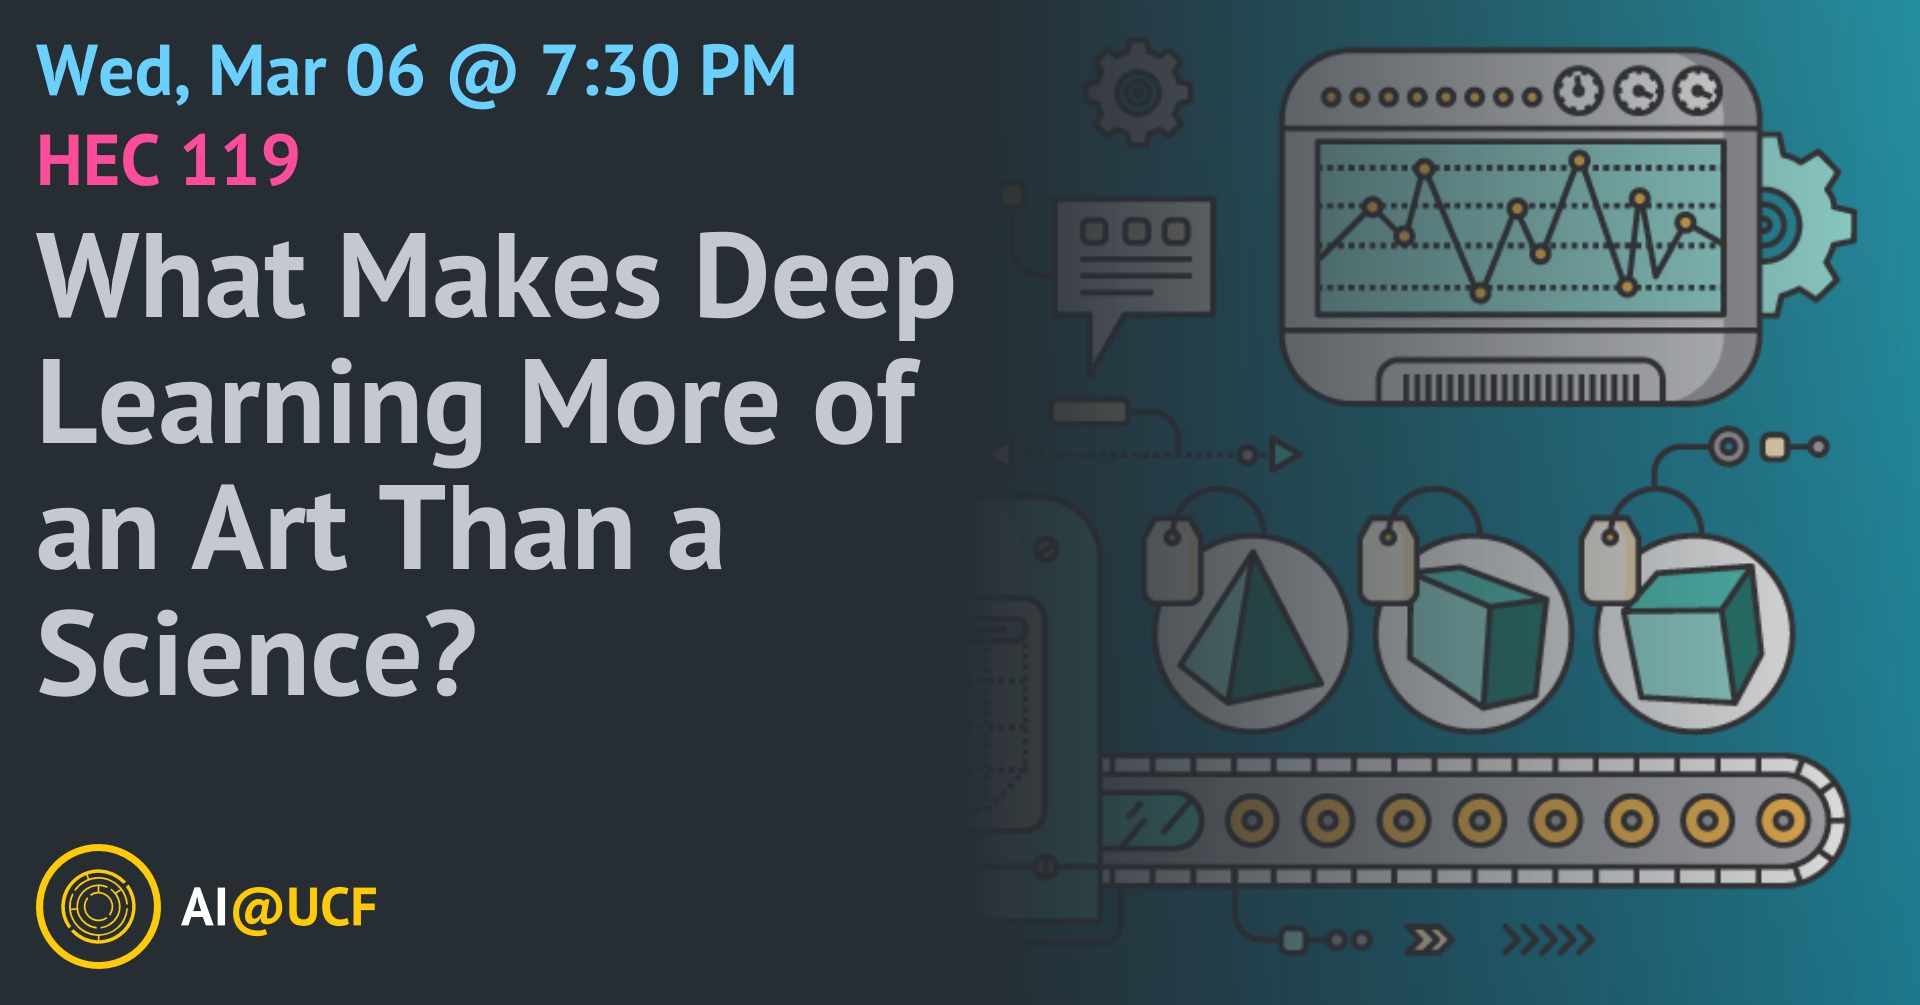 Wed, Mar 06 @ 7:30 PM
HEC 119
What Makes Deep
Learning More of
an Art Than a
Science?
AI@UCF